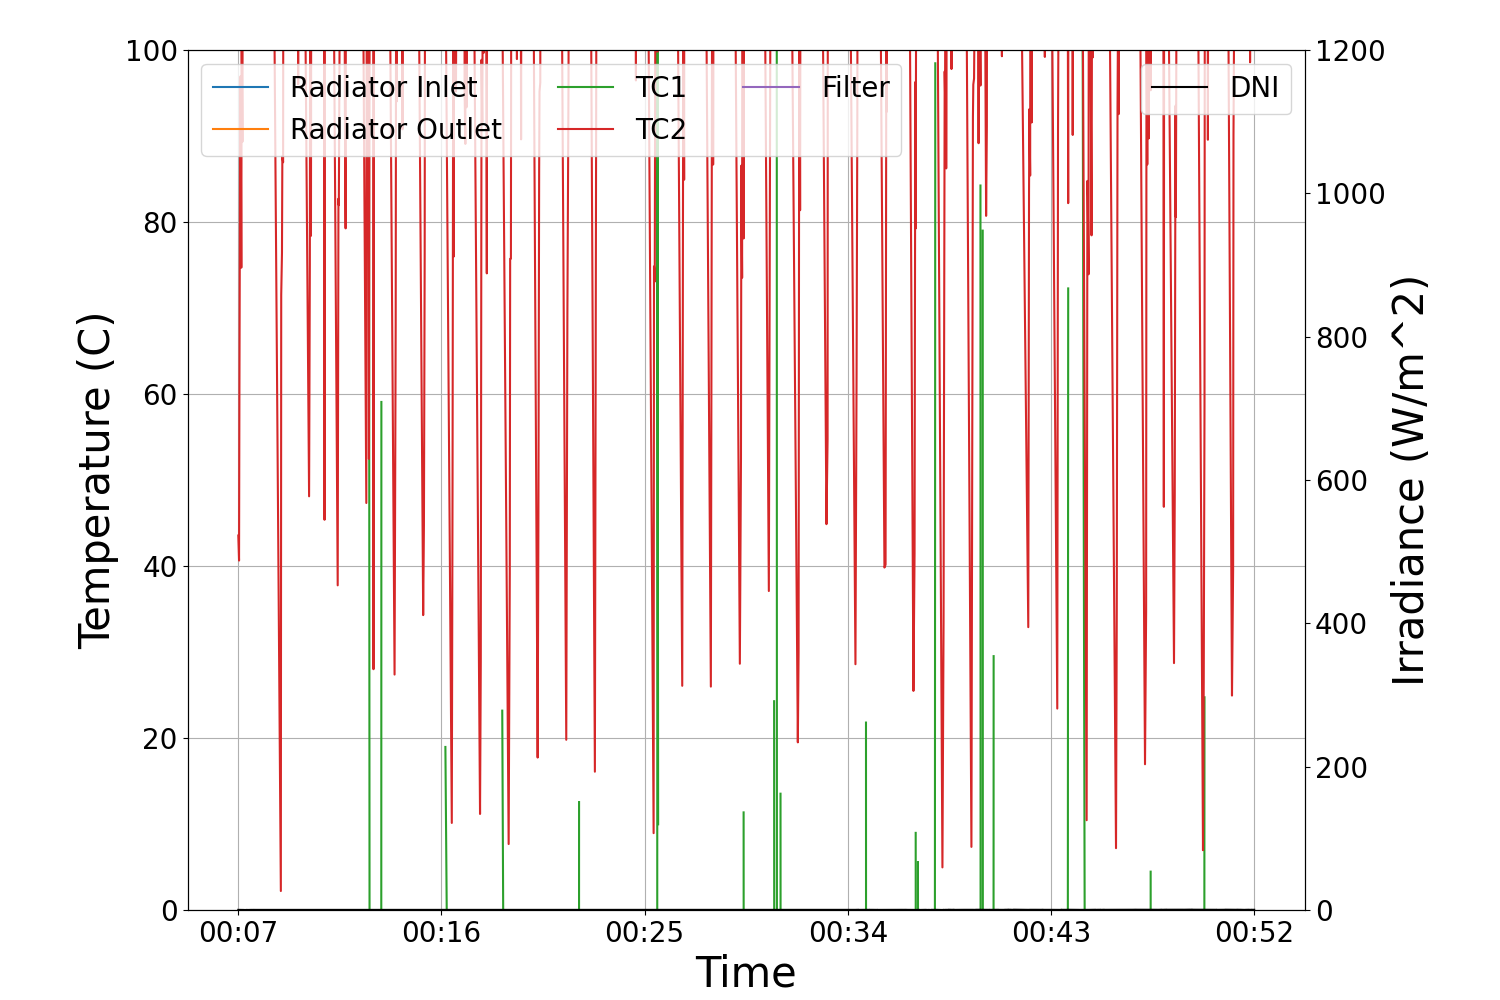 100
80
60
40
20
0
Temperature (C)
Radiator Inlet
Radiator Outlet
TC1
TC2
Filter
DNI
1200
1000
800
600
400
200
0
Irradiance (W/m^2)
00:07 00:16 00:25 00:34 00:43 00:52
Time